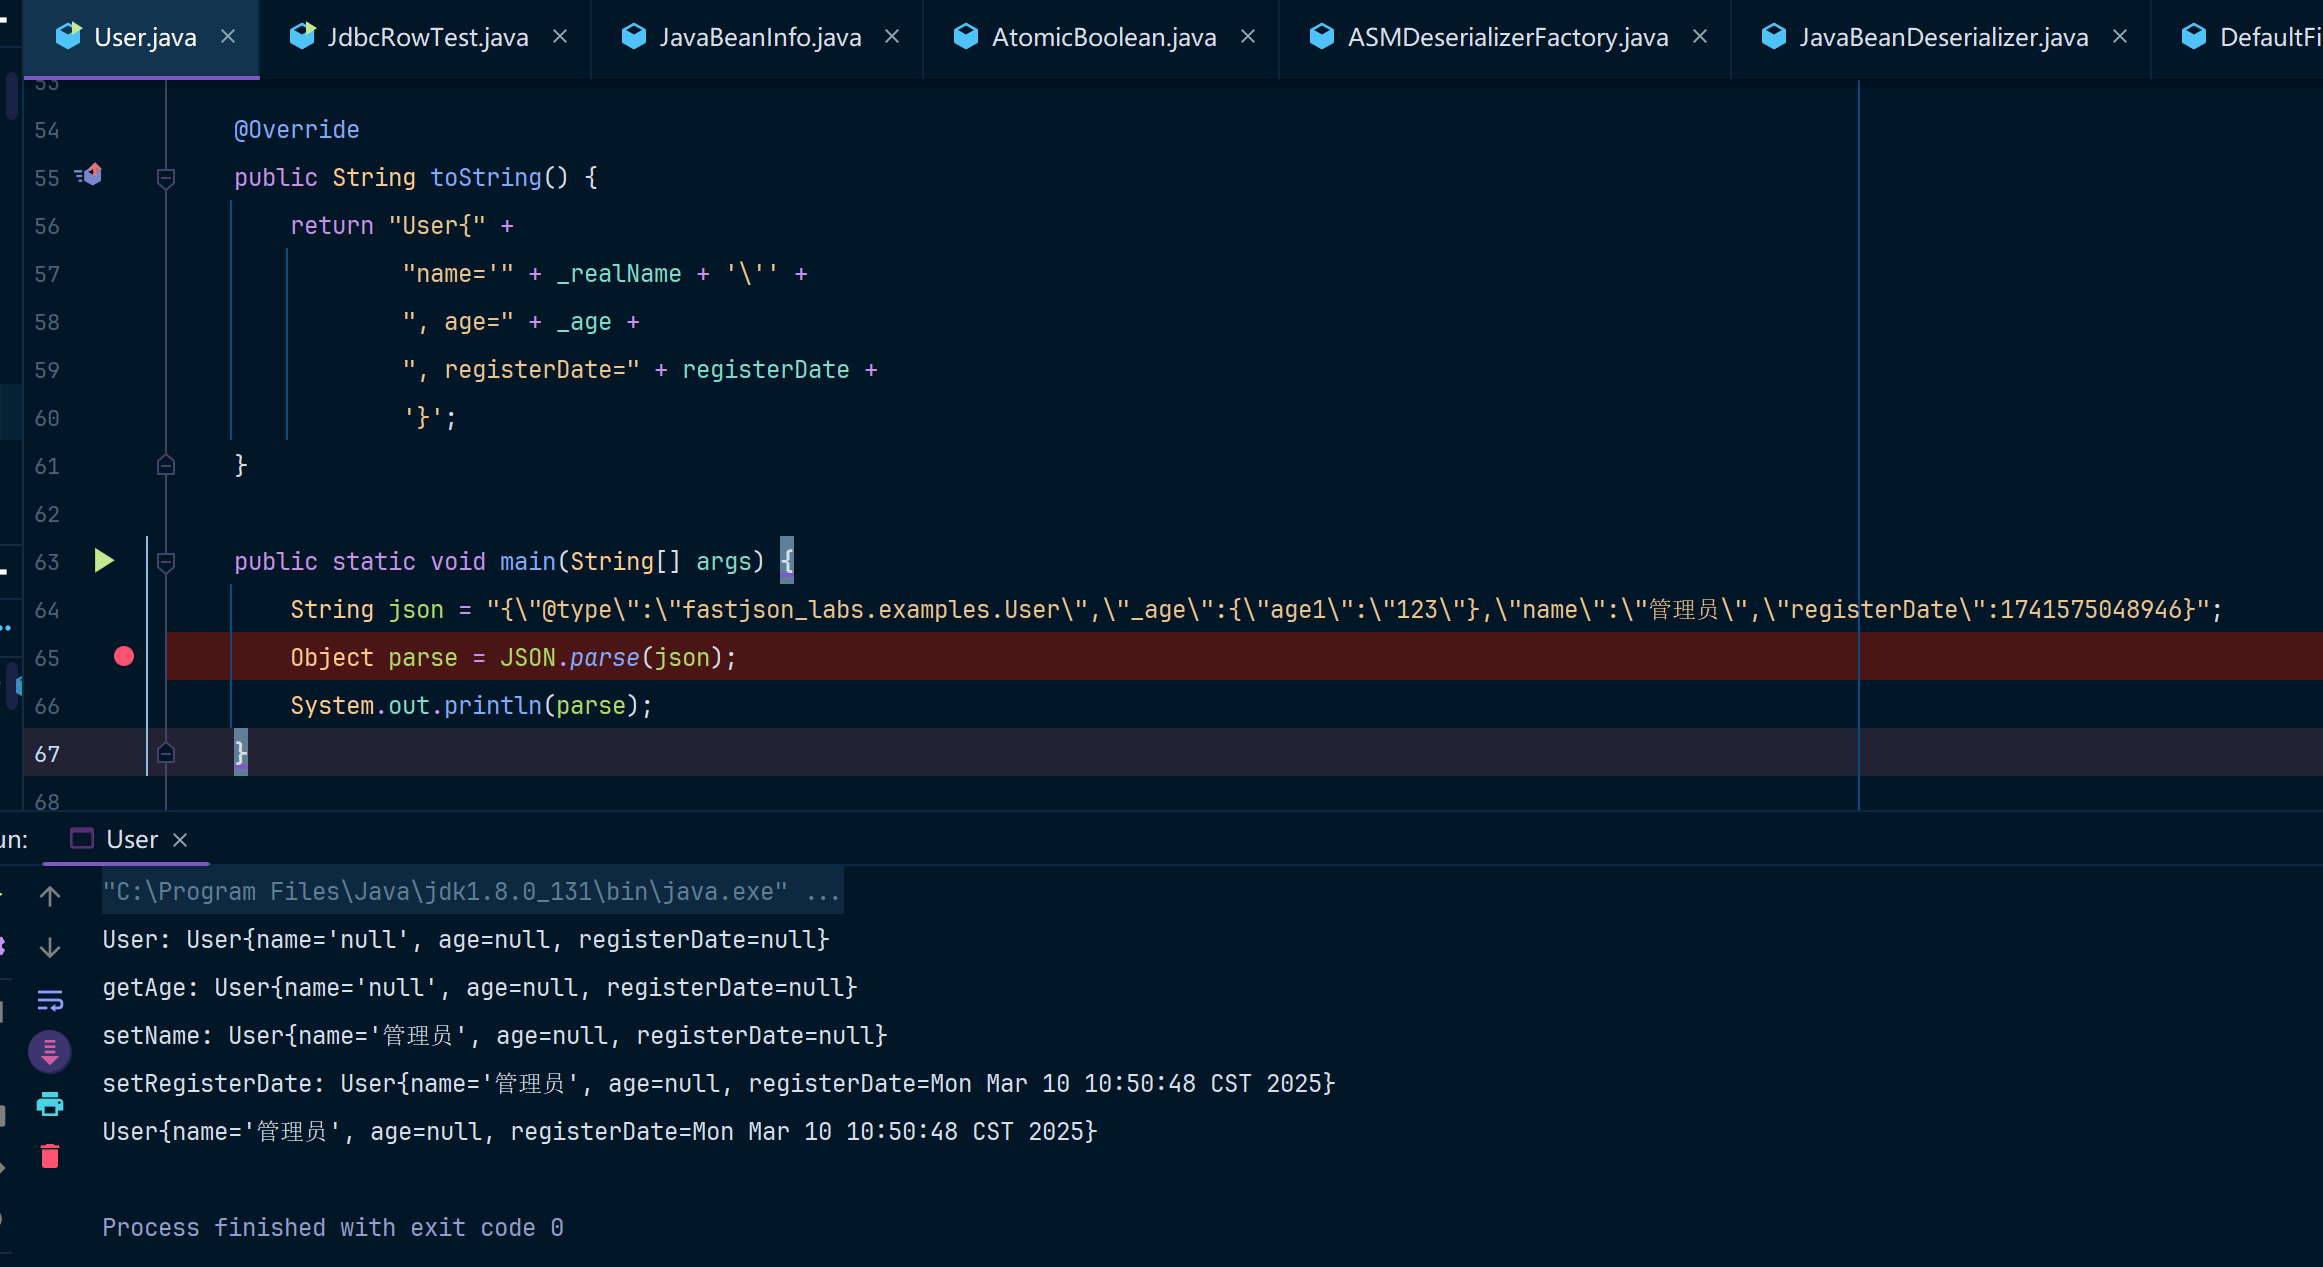 User.java
JdbcRowTest.java
JavaBeanInfo.java
AtomicBoolean.java
ASMDeserializerFactory.java
JavaBeanDeserializer.java
DefaultFi
53
54 @Override
55 public String toString() {
56 return "User{" +
57 "name='" + _realName + '\'' +
58 ", age=" + _age +
59 ", registerDate=" + registerDate +
60 '}';
61 }
62
63 public static void main(String[] args) {
64 String json = "{\"@type\":\"fastjson_labs.examples.User\",\"_age\":{\"age1\":\"123\"},\"name\":\"管理员\",\"registerDate\":1741575048946}";
65 Object parse = JSON.parse(json);
66 System.out.println(parse);
67 }
68
un: User
"C:\Program Files\Java\jdk1.8.0_131\bin\java.exe" ...
User: User{name='null', age=null, registerDate=null}
getAge: User{name='null', age=null, registerDate=null}
setName: User{name='管理员', age=null, registerDate=null}
setRegisterDate: User{name='管理员', age=null, registerDate=Mon Mar 10 10:50:48 CST 2025}
User{name='管理员', age=null, registerDate=Mon Mar 10 10:50:48 CST 2025}
Process finished with exit code 0